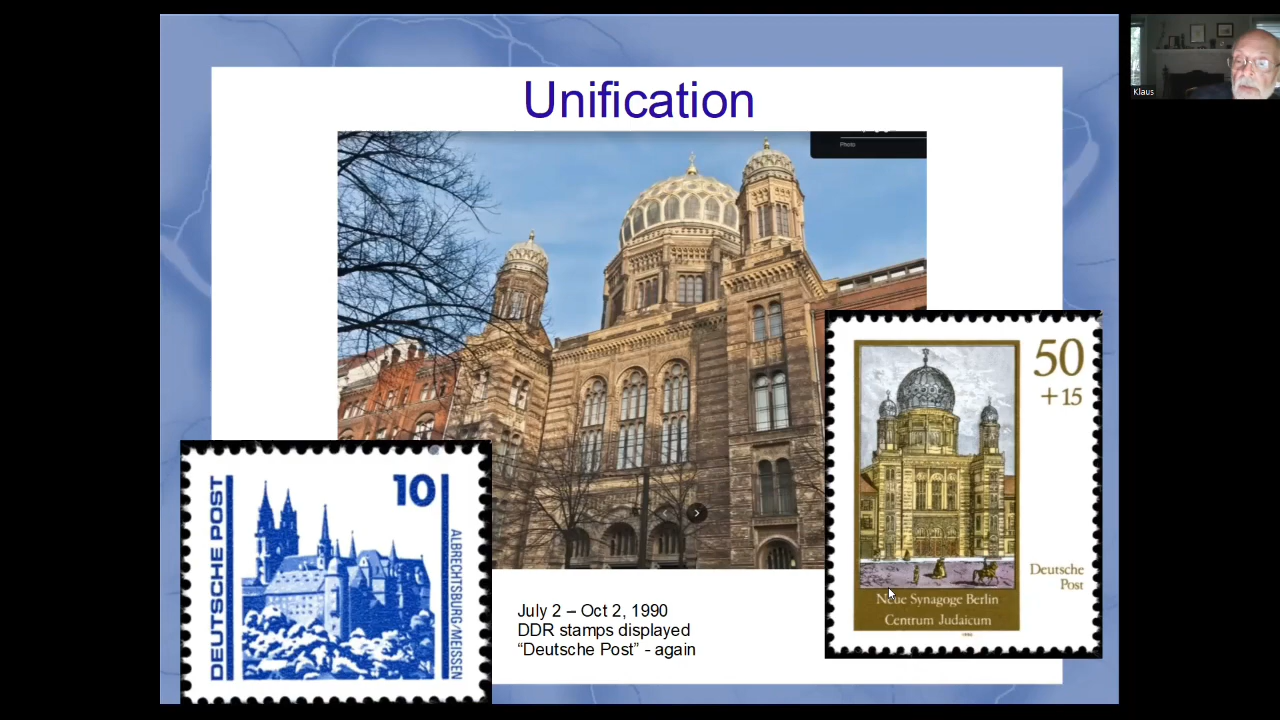 Unification
Photo
Klaus
50
+15
Deutsche
Post
Neue Synagoge Berlin
Centrum Judaicum
1990
DEUTSCHE POST
10
ALBRECHTSBURG/MEISSEN
July 2 – Oct 2, 1990
DDR stamps displayed
“Deutsche Post” - again